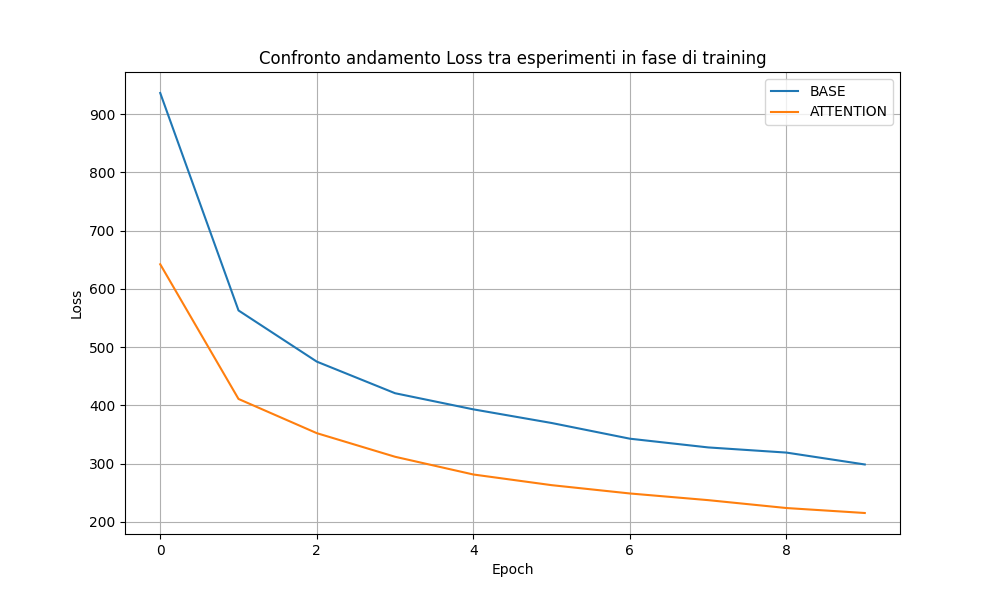 Confronto andamento Loss tra esperimenti in fase di training
BASE
ATTENTION
900
800
700
600
500
400
300
200
Loss
0 2 4 6 8
Epoch